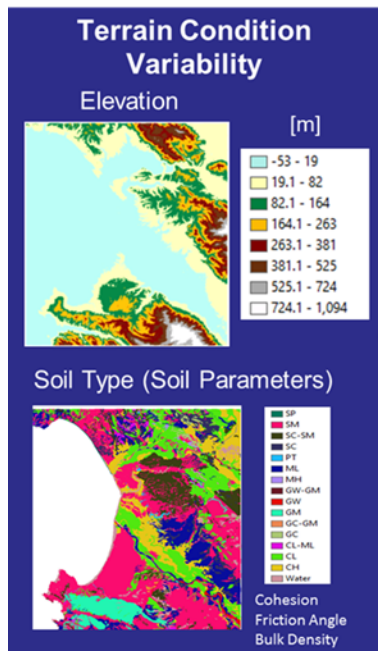 Terrain Condition
Variability
Elevation
[m]
-53 - 19
19.1 - 82
82.1 - 164
164.1 - 263
263.1 - 381
381.1 - 525
525.1 - 724
724.1 - 1,094
Soil Type (Soil Parameters)
SP
SM
SC-SM
SC
PT
ML
MH
GW-GM
GW
GM
GC-GM
GC
CL-ML
CL
CH
Water
Cohesion
Friction Angle
Bulk Density